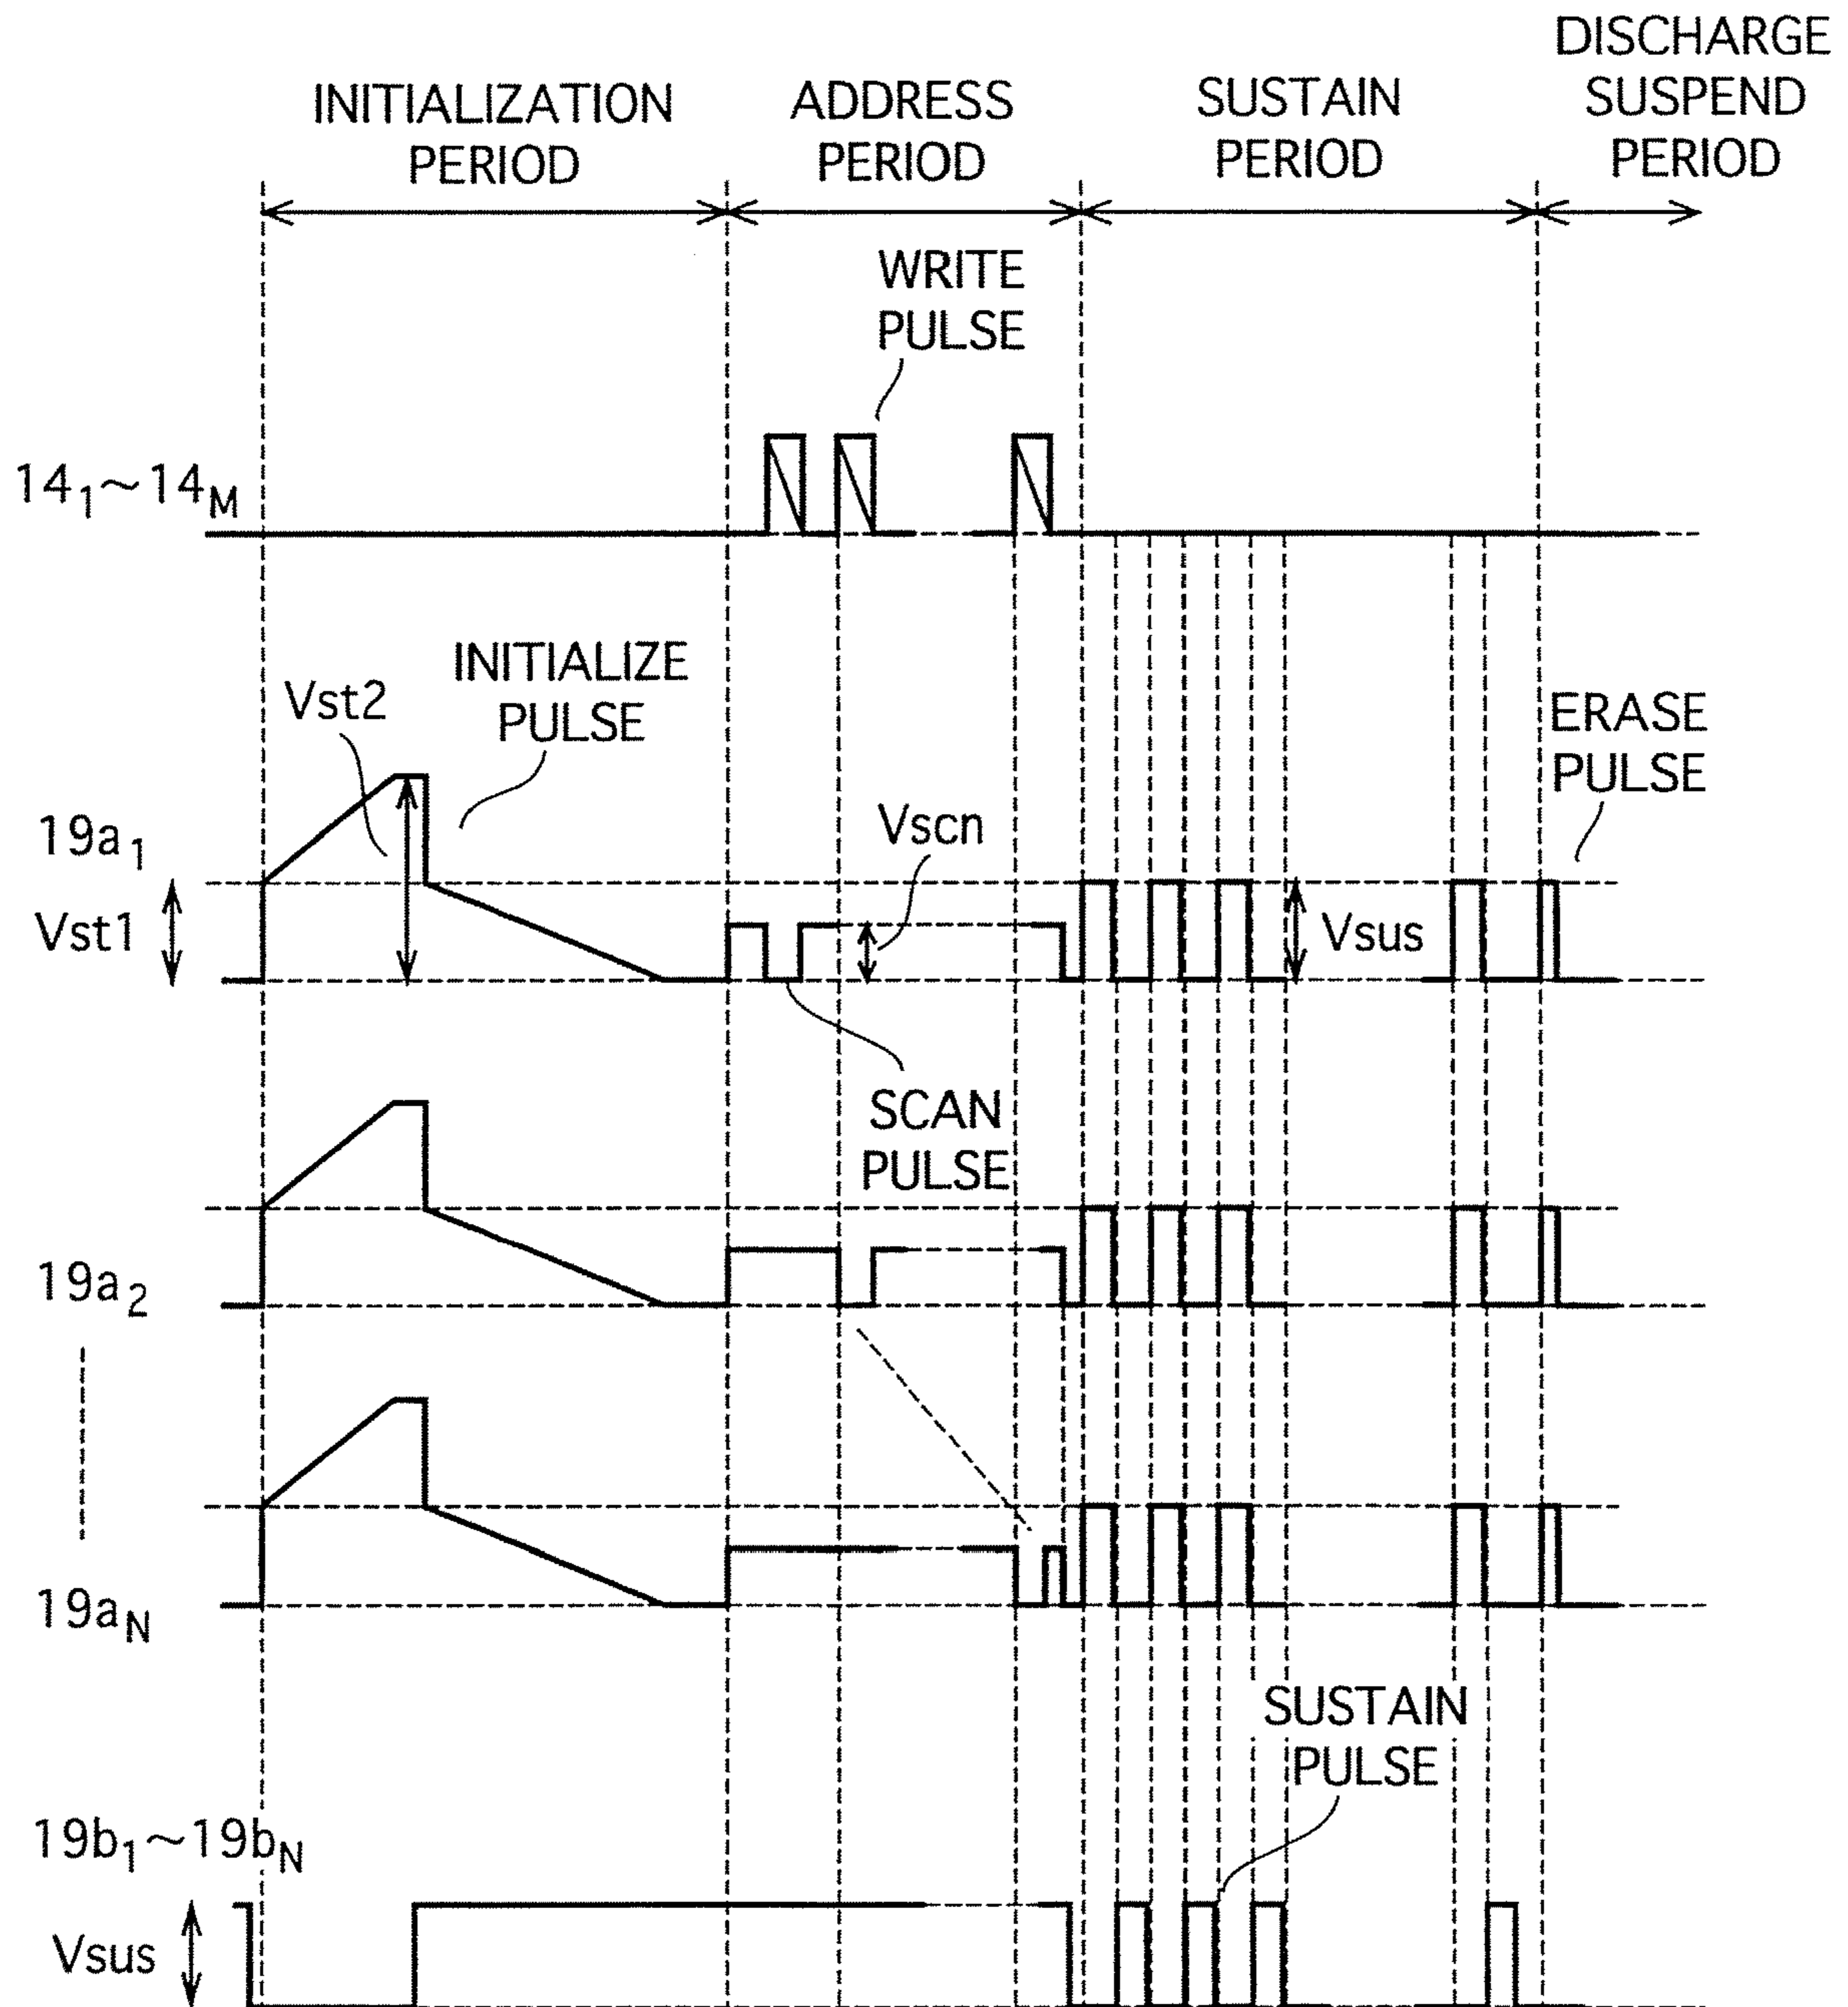 INITIALIZATION
PERIOD
ADDRESS
PERIOD
SUSTAIN
PERIOD
DISCHARGE
SUSPEND
PERIOD
WRITE
PULSE
14₁~14M
INITIALIZE
PULSE
Vst2
ERASE
PULSE
19a₁
Vscn
Vst1
Vsus
SCAN
PULSE
19a₂
19aN
SUSTAIN
PULSE
19b₁~19bN
Vsus